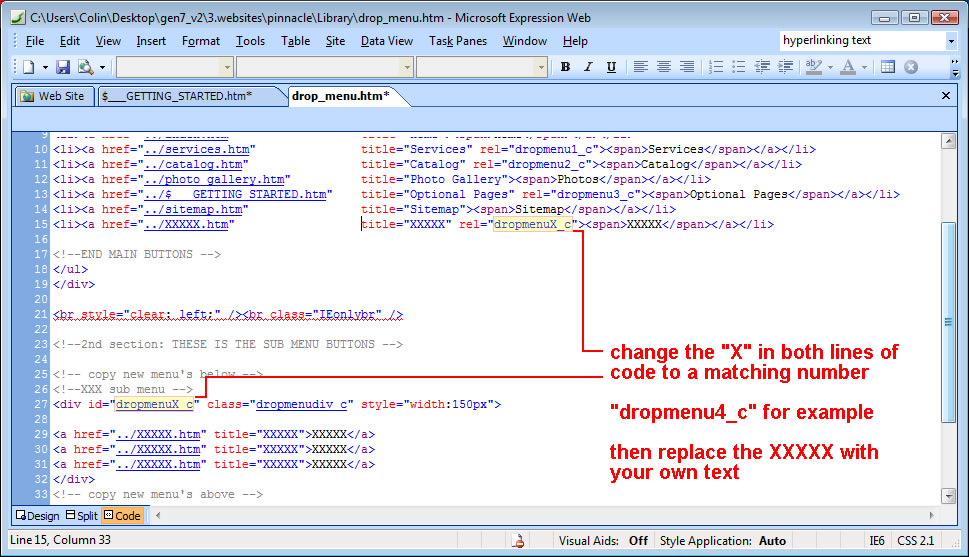 C:\Users\Colin\Desktop\gen7_v2\3.websites\pinnacle\Library\drop_menu.htm - Microsoft Expression Web
File Edit View Insert Format Tools Table Site Data View Task Panes Window Help
hyperlinking text
B I U
Web Site $___GETTING_STARTED.htm* drop_menu.htm*
10 <li><a href="../services.htm" title="Services" rel="dropmenu1_c"><span>Services</span></a></li>
11 <li><a href="../catalog.htm" title="Catalog" rel="dropmenu2_c"><span>Catalog</span></a></li>
12 <li><a href="../photo_gallery.htm" title="Photo Gallery"><span>Photos</span></a></li>
13 <li><a href="../$___GETTING_STARTED.htm" title="Optional Pages" rel="dropmenu3_c"><span>Optional Pages</span></a></li>
14 <li><a href="../sitemap.htm" title="Sitemap"><span>Sitemap</span></a></li>
15 <li><a href="../XXXXX.htm" title="XXXXX" rel="dropmenuX_c"><span>XXXXX</span></a></li>
16
17 <!--END MAIN BUTTONS -->
18 </ul>
19 </div>
20
21 <br style="clear: left;" /><br class="IEonlybr" />
22
23 <!--2nd section: THESE IS THE SUB MENU BUTTONS -->
24
25 <!-- copy new menu's below -->
26 <!--XXX sub menu -->
27 <div id="dropmenuX_c" class="dropmenudiv_c" style="width:150px">
28
29 <a href="../XXXXX.htm" title="XXXXX">XXXXX</a>
30 <a href="../XXXXX.htm" title="XXXXX">XXXXX</a>
31 <a href="../XXXXX.htm" title="XXXXX">XXXXX</a>
32 </div>
33 <!-- copy new menu's above -->
change the "X" in both lines of
code to a matching number
"dropmenu4_c" for example
then replace the XXXXX with
your own text
Design Split Code
Line 15, Column 33 Visual Aids: Off Style Application: Auto IE6 CSS 2.1